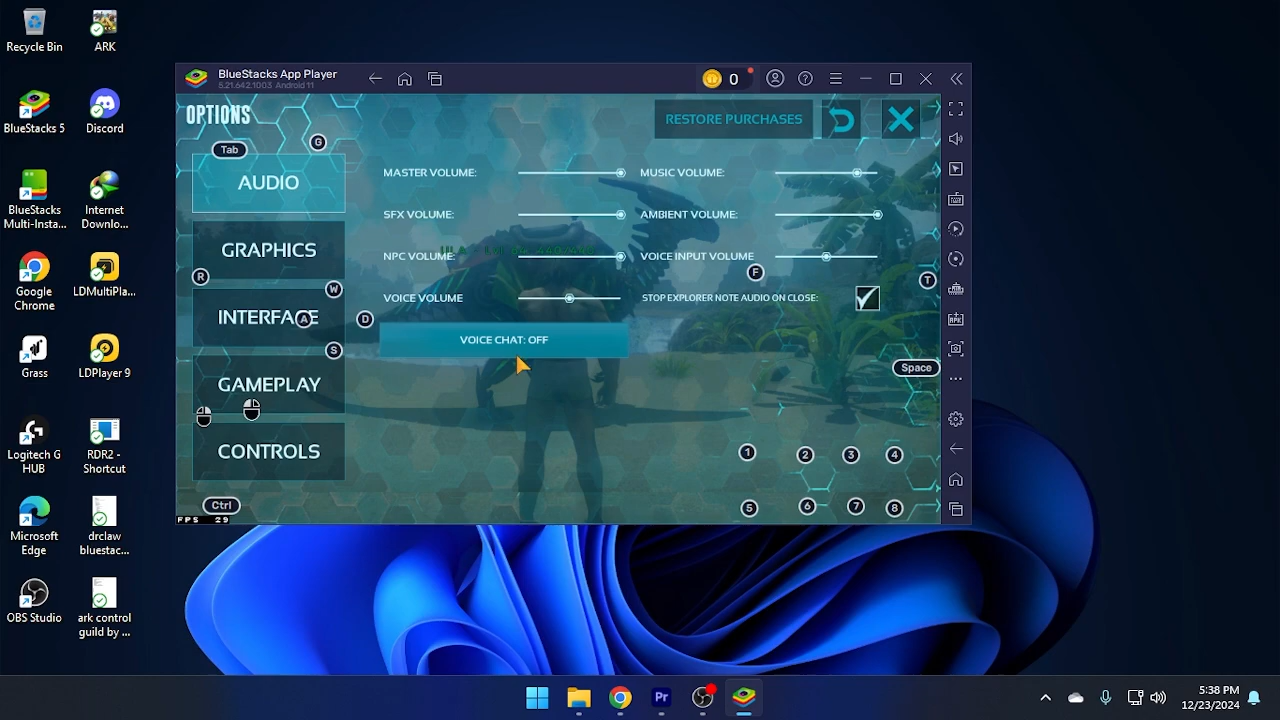 Recycle Bin
ARK
BlueStacks 5
Discord
BlueStacks
Multi-Insta...
Internet
Downlo...
Google
Chrome
LDMultiPla...
Grass
LDPlayer 9
Logitech G
HUB
RDR2 -
Shortcut
Microsoft
Edge
drclaw
bluestac...
OBS Studio
ark control
guild by ...
BlueStacks App Player
5.21.642.1003 Android 11
0
OPTIONS
RESTORE PURCHASES
Tab
G
AUDIO
GRAPHICS
R
W
INTERFACE
A
D
S
GAMEPLAY
CONTROLS
Ctrl
FPS 29
MASTER VOLUME:
MUSIC VOLUME:
SFX VOLUME:
AMBIENT VOLUME:
NPC VOLUME:
VOICE INPUT VOLUME
F
T
VOICE VOLUME
STOP EXPLORER NOTE AUDIO ON CLOSE:
VOICE CHAT: OFF
Space
1
2
3
4
5
6
7
8
Pr
5:38 PM
12/23/2024